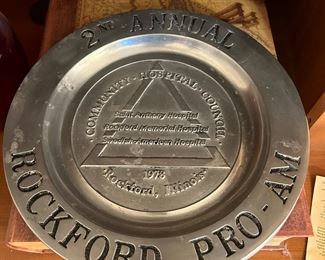 2ND ANNUAL
ROCKFORD PRO-AM
COMMUNITY · HOSPITAL · COUNCIL
Saint Anthony Hospital
Rockford Memorial Hospital
Swedish-American Hospital
1978
Rockford, Illinois